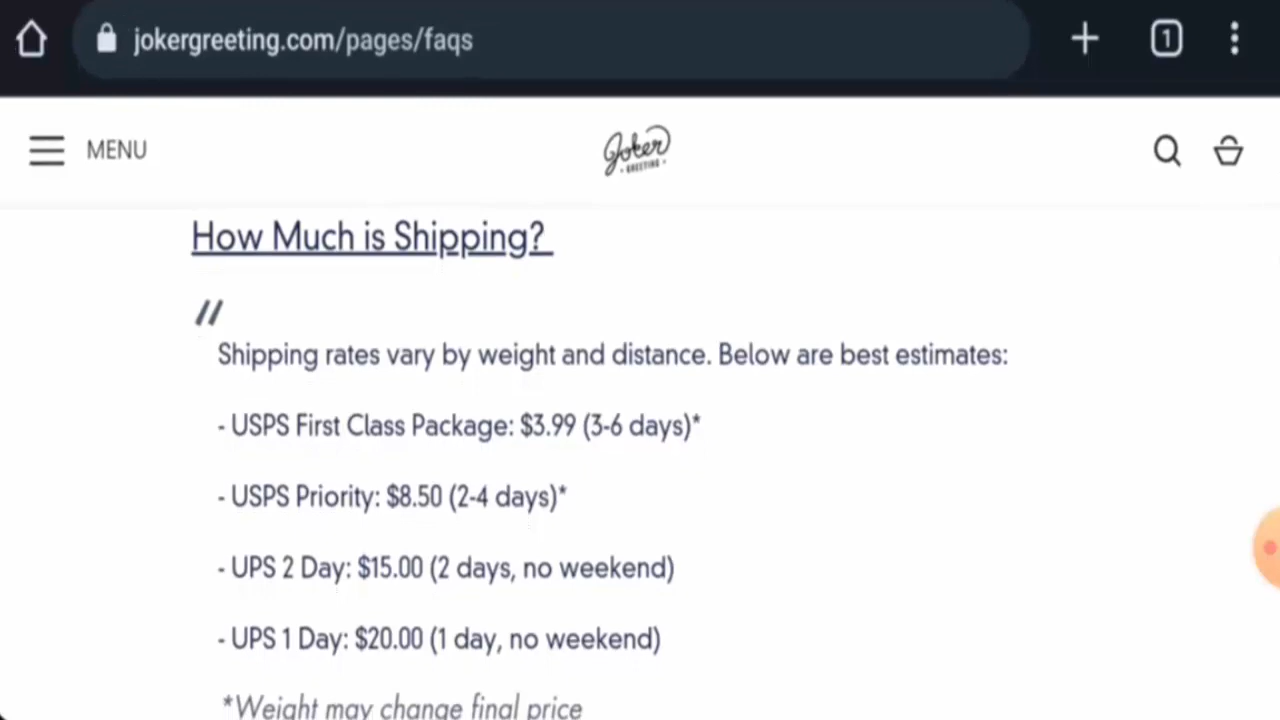 jokergreeting.com/pages/faqs
1
MENU
Joker
GREETING
How Much is Shipping?
"
Shipping rates vary by weight and distance. Below are best estimates:
- USPS First Class Package: $3.99 (3-6 days)*
- USPS Priority: $8.50 (2-4 days)*
- UPS 2 Day: $15.00 (2 days, no weekend)
- UPS 1 Day: $20.00 (1 day, no weekend)
*Weight may change final price